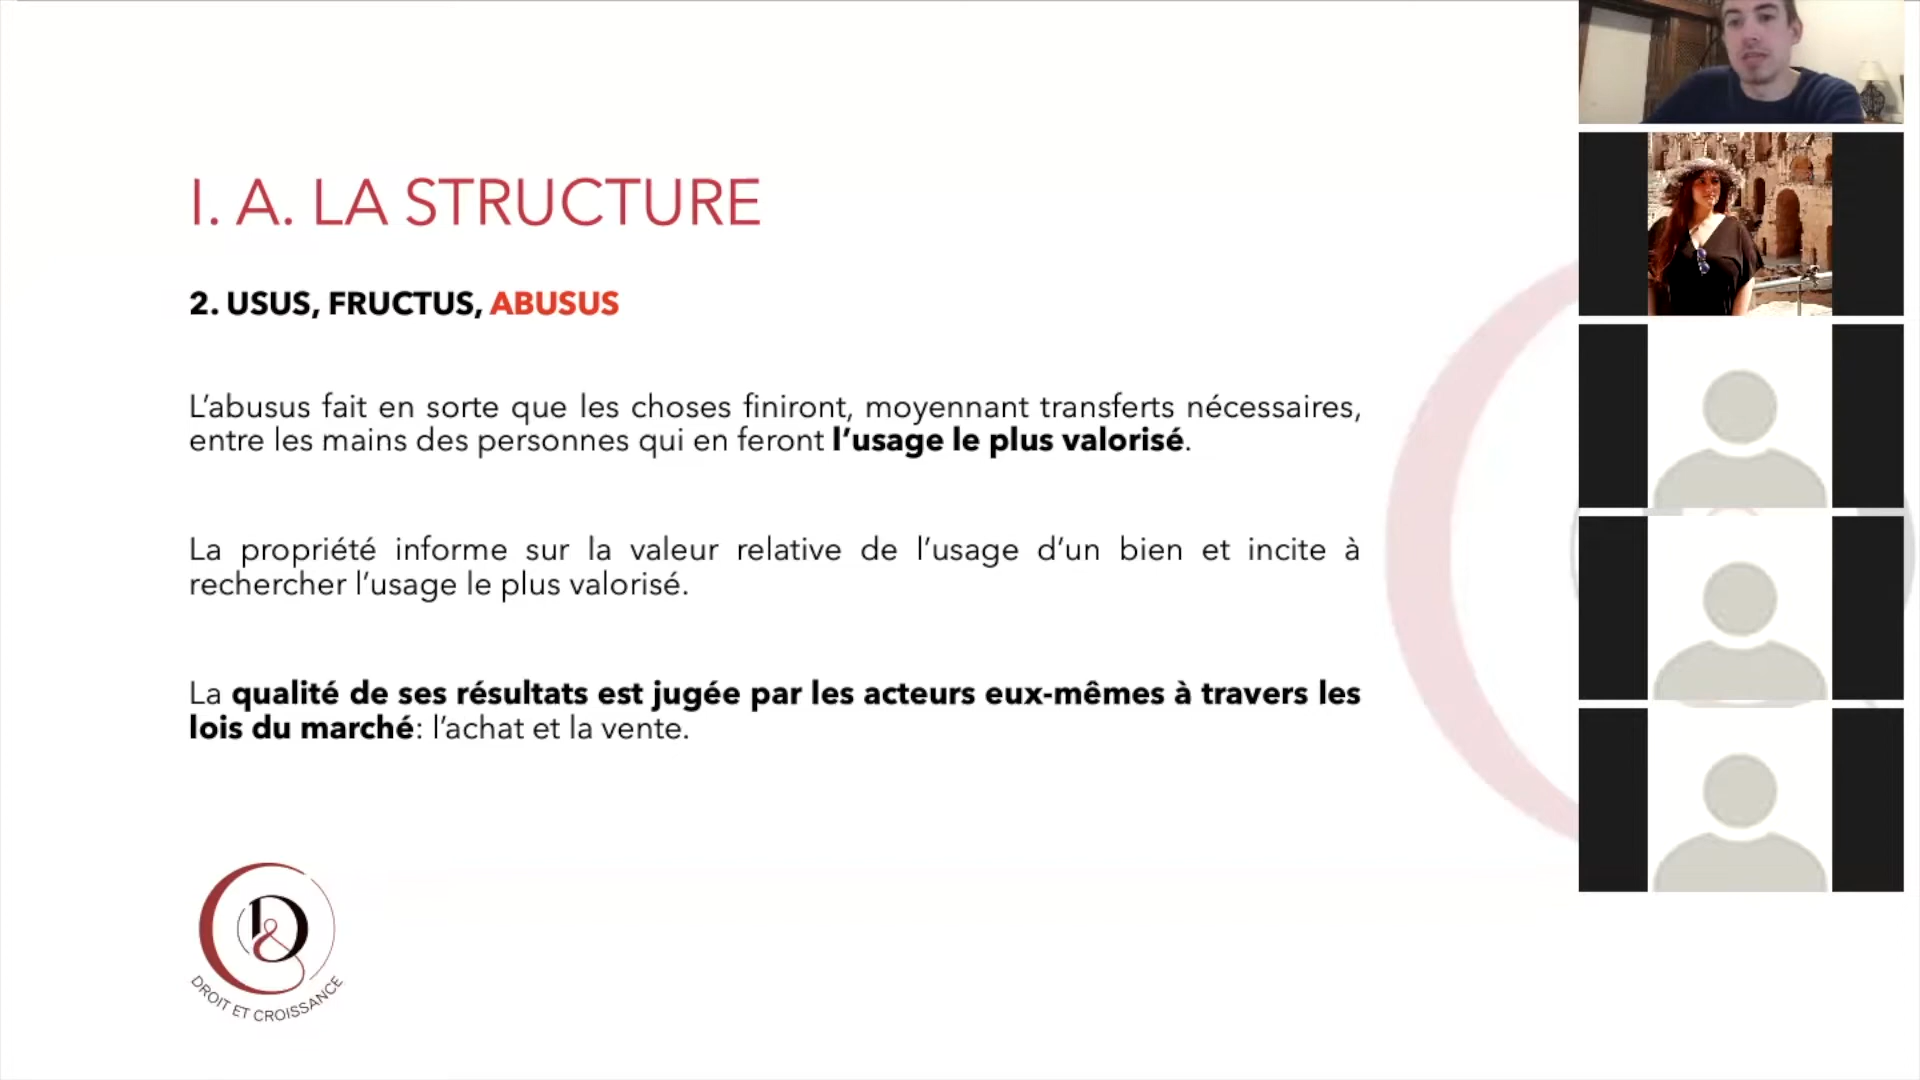 I. A. LA STRUCTURE
2. USUS, FRUCTUS, ABUSUS
L’abusus fait en sorte que les choses finiront, moyennant transferts nécessaires,
entre les mains des personnes qui en feront l’usage le plus valorisé.
La propriété informe sur la valeur relative de l’usage d’un bien et incite à
rechercher l’usage le plus valorisé.
La qualité de ses résultats est jugée par les acteurs eux-mêmes à travers les
lois du marché: l’achat et la vente.
D&
DROIT ET CROISSANCE